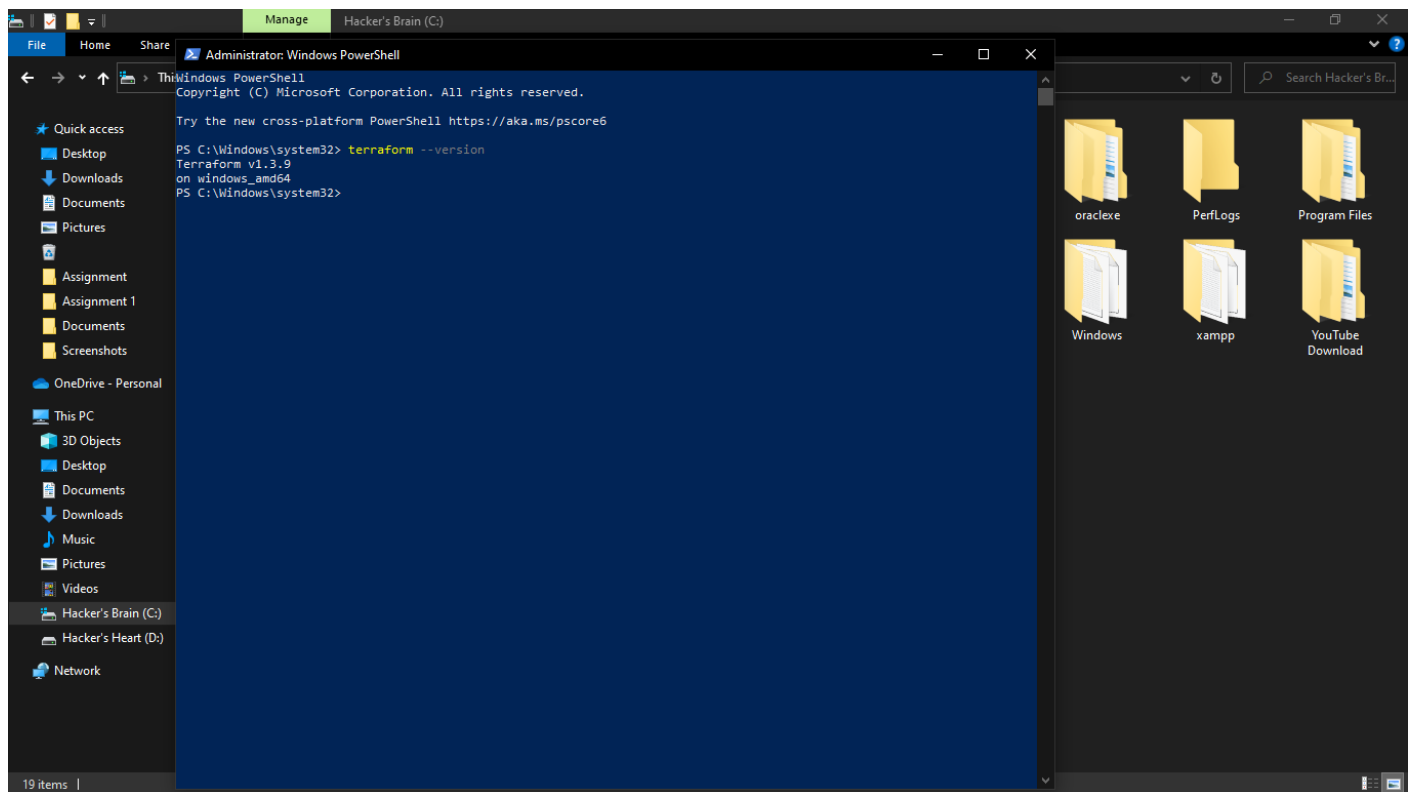 Manage
Hacker's Brain (C:)
File
Home
Share
Thi
Search Hacker's Br...
Administrator: Windows PowerShell
Windows PowerShell
Copyright (C) Microsoft Corporation. All rights reserved.
Try the new cross-platform PowerShell https://aka.ms/pscore6
PS C:\Windows\system32> terraform --version
Terraform v1.3.9
on windows_amd64
PS C:\Windows\system32>
Quick access
Desktop
Downloads
Documents
Pictures
Assignment
Assignment 1
Documents
Screenshots
OneDrive - Personal
This PC
3D Objects
Desktop
Documents
Downloads
Music
Pictures
Videos
Hacker's Brain (C:)
Hacker's Heart (D:)
Network
oraclexe
PerfLogs
Program Files
Windows
xampp
YouTube
Download
19 items